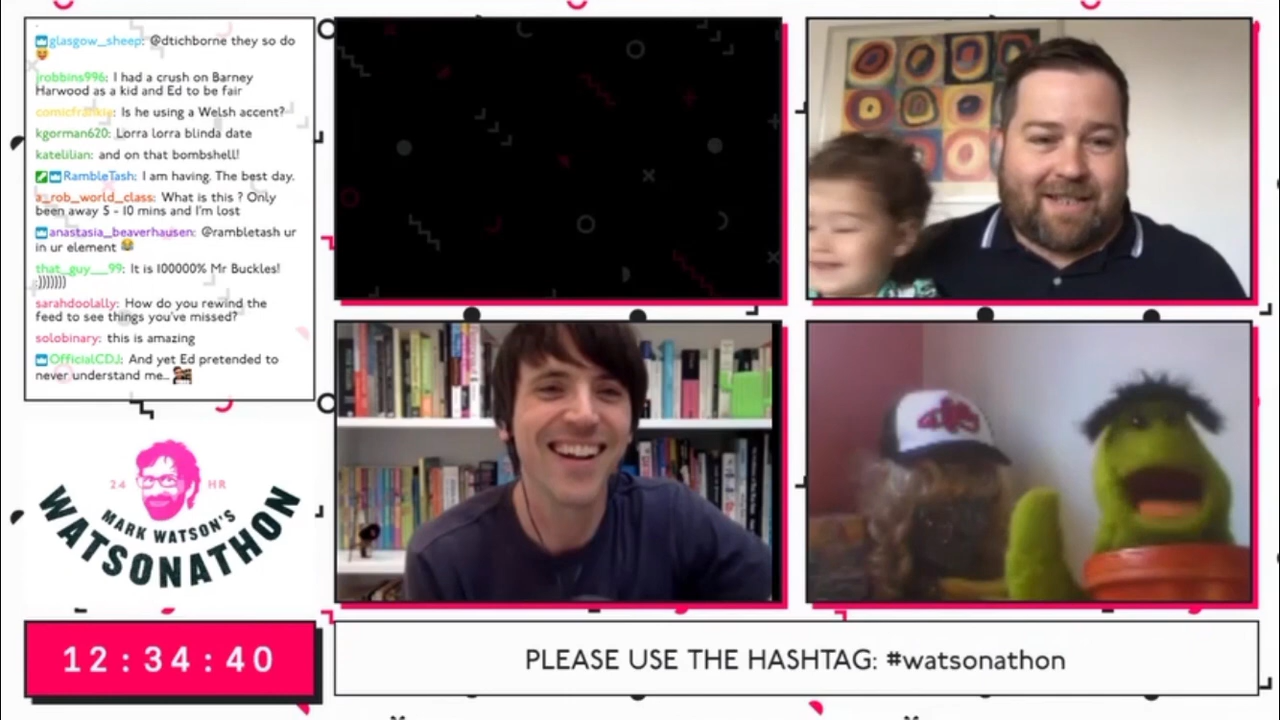 glasgow_sheep: @dtichborne they so do
jrobbins996: I had a crush on Barney
Harwood as a kid and Ed to be fair
comicfrankie: Is he using a Welsh accent?
kgorman620: Lorra lorra blinda date
katelilian: and on that bombshell!
RambleTash: I am having. The best day.
a_rob_world_class: What is this ? Only
been away 5 - 10 mins and I'm lost
anastasia_beaverhausen: @rambletash ur
in ur element
that_guy__99: It is 100000% Mr Buckles!
:)))))))
sarahdoolally: How do you rewind the
feed to see things you've missed?
solobinary: this is amazing
OfficialCDJ: And yet Ed pretended to
never understand me...
24 HR
MARK WATSON'S
WATSONATHON
12:34:40
PLEASE USE THE HASHTAG: #watsonathon